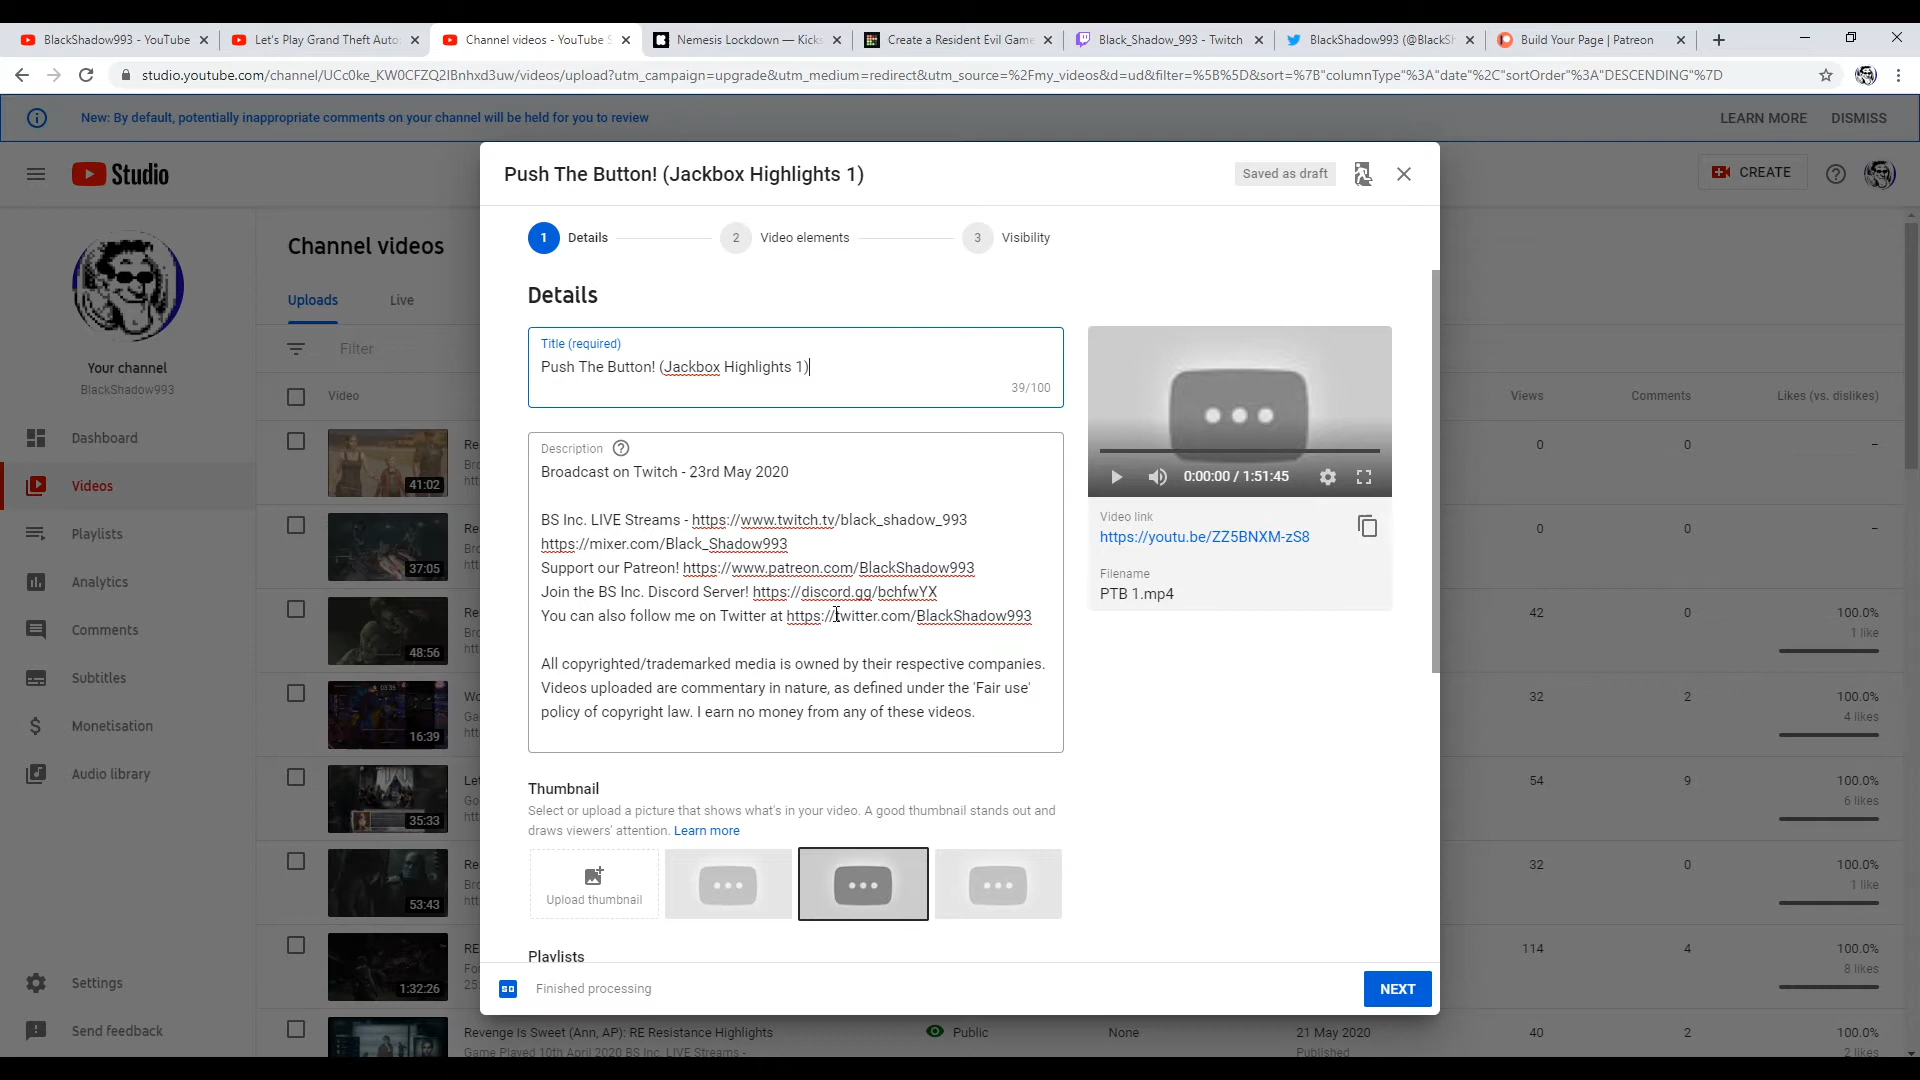 BlackShadow993 - YouTube
Let's Play Grand Theft Auto:
Channel videos - YouTube S
Nemesis Lockdown — Kicks
Create a Resident Evil Game
Black_Shadow_993 - Twitch
BlackShadow993 (@BlackSh
Build Your Page | Patreon
studio.youtube.com/channel/UCc0ke_KW0CFZQ2IBnhxd3uw/videos/upload?utm_campaign=upgrade&utm_medium=redirect&utm_source=%2Fmy_videos&d=ud&filter=%5B%5D&sort=%7B"columnType"%3A"date"%2C"sortOrder"%3A"DESCENDING"%7D
New: By default, potentially inappropriate comments on your channel will be held for you to review
LEARN MORE
DISMISS
Studio
CREATE
Your channel
BlackShadow993
Dashboard
Videos
Playlists
Analytics
Comments
Subtitles
Monetisation
Audio library
Settings
Send feedback
Channel videos
Uploads
Live
Filter
Video
Views
Comments
Likes (vs. dislikes)
41:02
0
0
–
37:05
0
0
–
48:56
42
0
100.0%
1 like
16:39
32
2
100.0%
4 likes
35:33
54
9
100.0%
6 likes
53:43
32
0
100.0%
1 like
1:32:26
114
4
100.0%
8 likes
Revenge Is Sweet (Ann, AP): RE Resistance Highlights
Game Played 10th April 2020 BS Inc. LIVE Streams -
Public
None
21 May 2020
Published
40
2
100.0%
2 likes
Push The Button! (Jackbox Highlights 1)
Saved as draft
1
Details
2
Video elements
3
Visibility
Details
Title (required)
Push The Button! (Jackbox Highlights 1)
39/100
Description
Broadcast on Twitch - 23rd May 2020
BS Inc. LIVE Streams - https://www.twitch.tv/black_shadow_993
https://mixer.com/Black_Shadow993
Support our Patreon! https://www.patreon.com/BlackShadow993
Join the BS Inc. Discord Server! https://discord.gg/bchfwYX
You can also follow me on Twitter at https://twitter.com/BlackShadow993
All copyrighted/trademarked media is owned by their respective companies.
Videos uploaded are commentary in nature, as defined under the 'Fair use'
policy of copyright law. I earn no money from any of these videos.
0:00:00 / 1:51:45
Video link
https://youtu.be/ZZ5BNXM-zS8
Filename
PTB 1.mp4
Thumbnail
Select or upload a picture that shows what's in your video. A good thumbnail stands out and
draws viewers' attention. Learn more
Upload thumbnail
Playlists
SD
Finished processing
NEXT